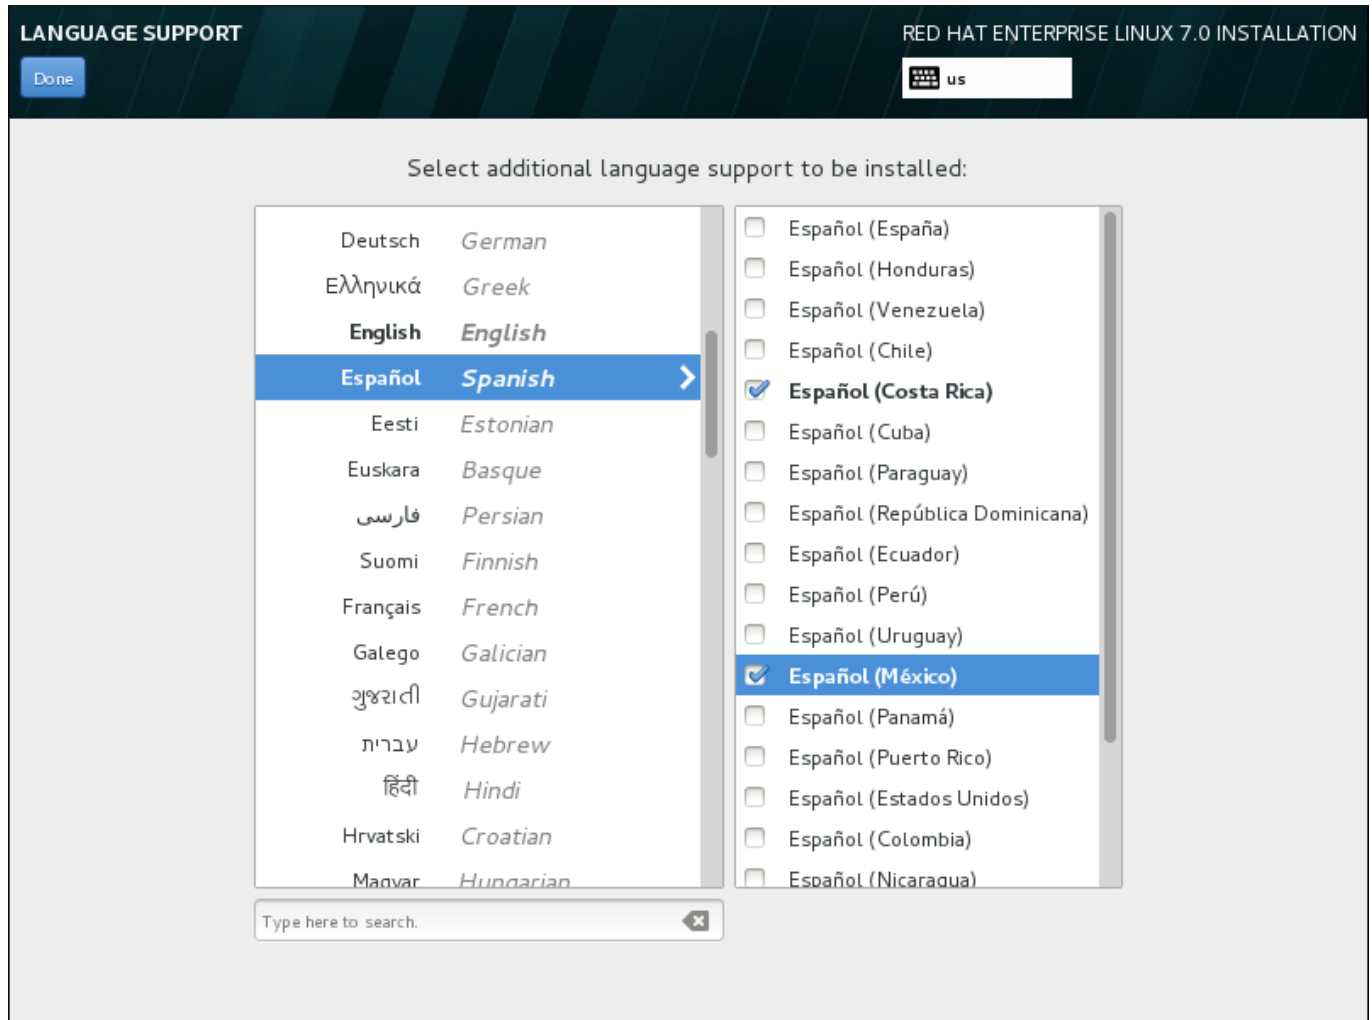 LANGUAGE SUPPORT
RED HAT ENTERPRISE LINUX 7.0 INSTALLATION
Done
us
Select additional language support to be installed:
Deutsch German
Ελληνικά Greek
English English
Español Spanish
Eesti Estonian
Euskara Basque
فارسی Persian
Suomi Finnish
Français French
Galego Galician
ગુજરાતી Gujarati
עברית Hebrew
हिंदी Hindi
Hrvatski Croatian
Magyar Hungarian
Type here to search.
Español (España)
Español (Honduras)
Español (Venezuela)
Español (Chile)
Español (Costa Rica)
Español (Cuba)
Español (Paraguay)
Español (República Dominicana)
Español (Ecuador)
Español (Perú)
Español (Uruguay)
Español (México)
Español (Panamá)
Español (Puerto Rico)
Español (Estados Unidos)
Español (Colombia)
Español (Nicaragua)